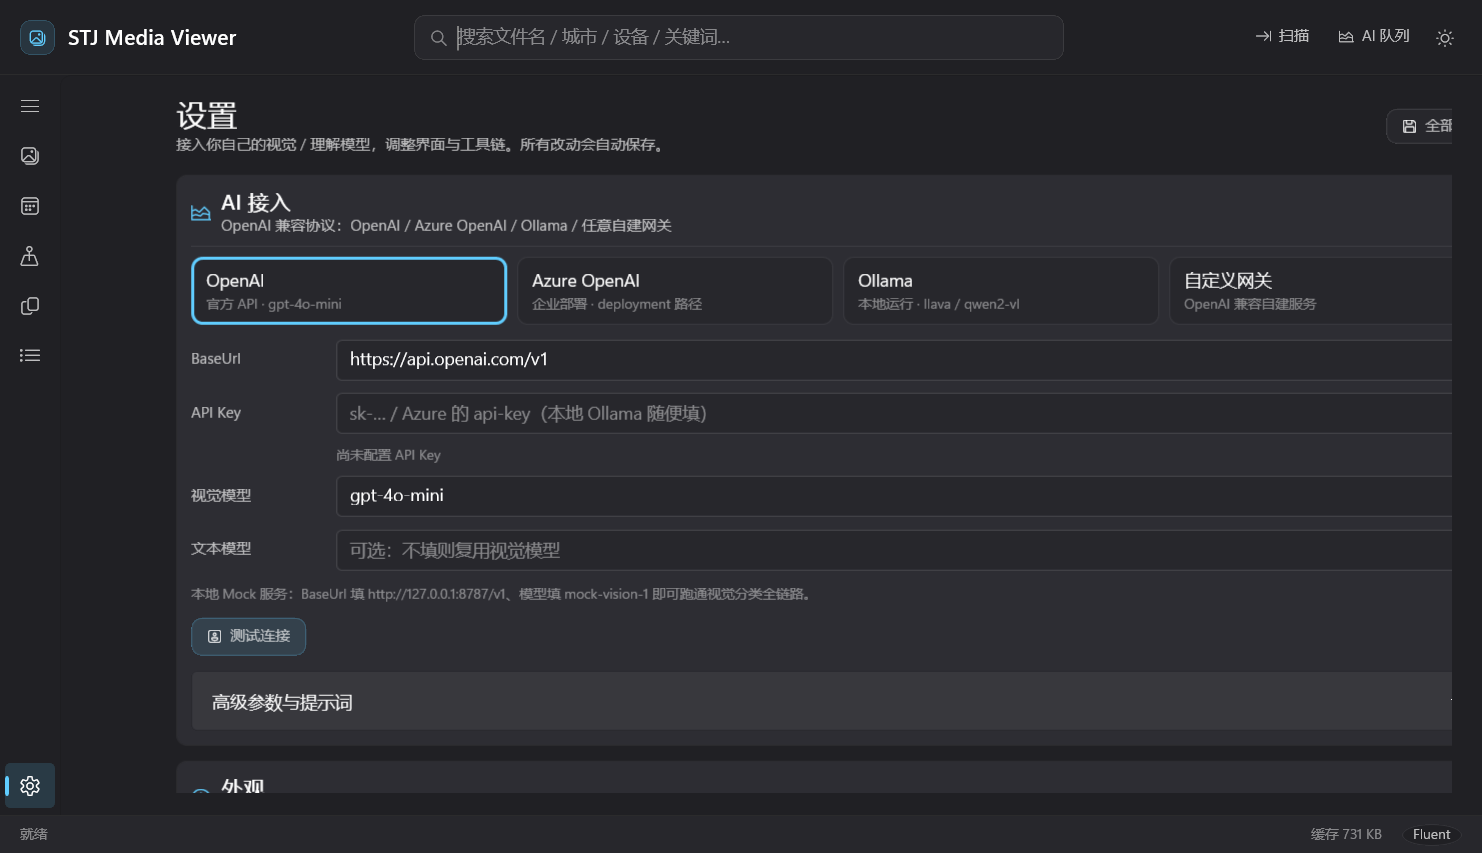 STJ Media Viewer
搜索文件名 / 城市 / 设备 / 关键词...
扫描
AI 队列
设置
接入你自己的视觉 / 理解模型，调整界面与工具链。所有改动会自动保存。
全部
AI 接入
OpenAI 兼容协议：OpenAI / Azure OpenAI / Ollama / 任意自建网关
OpenAI
官方 API · gpt-4o-mini
Azure OpenAI
企业部署 · deployment 路径
Ollama
本地运行 · llava / qwen2-vl
自定义网关
OpenAI 兼容自建服务
BaseUrl
https://api.openai.com/v1
API Key
sk-... / Azure 的 api-key（本地 Ollama 随便填）
尚未配置 API Key
视觉模型
gpt-4o-mini
文本模型
可选：不填则复用视觉模型
本地 Mock 服务：BaseUrl 填 http://127.0.0.1:8787/v1、模型填 mock-vision-1 即可跑通视觉分类全链路。
测试连接
高级参数与提示词
外观
就绪
缓存 731 KB
Fluent